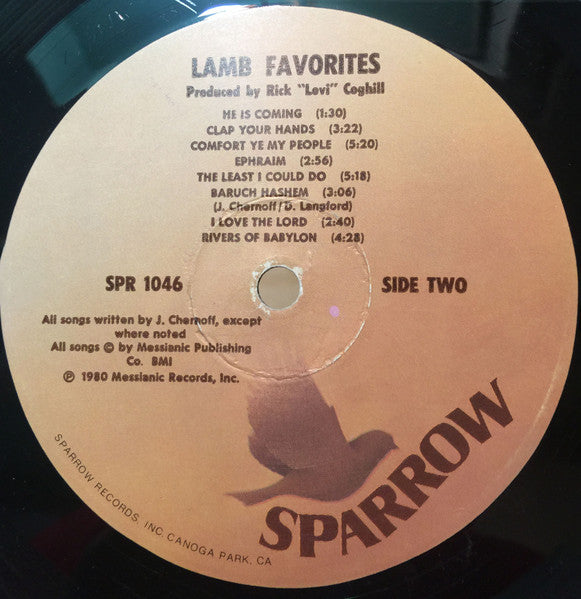 LAMB FAVORITES
Produced by Rick "Levi" Coghill
HE IS COMING (1:30)
CLAP YOUR HANDS (3:22)
COMFORT YE MY PEOPLE (5:20)
EPHRAIM (2:56)
THE LEAST I COULD DO (5:18)
BARUCH HASHEM (3:06)
(J. Chernoff/D. Langford)
I LOVE THE LORD (2:40)
RIVERS OF BABYLON (4:28)
SPR 1046
SIDE TWO
All songs written by J. Chernoff, except
where noted
All songs © by Messianic Publishing
Co. BMI
℗ 1980 Messianic Records, Inc.
SPARROW
SPARROW RECORDS, INC. CANOGA PARK, CA